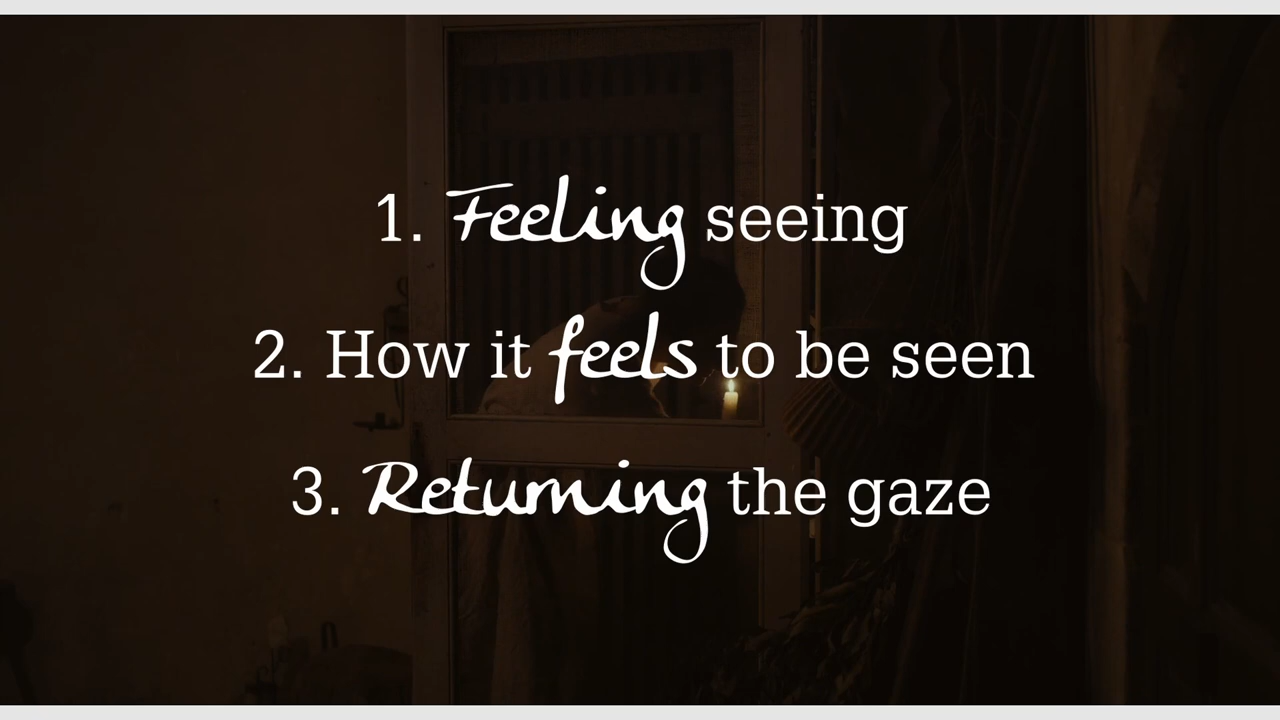 1. Feeling seeing
2. How it feels to be seen
3. Returning the gaze